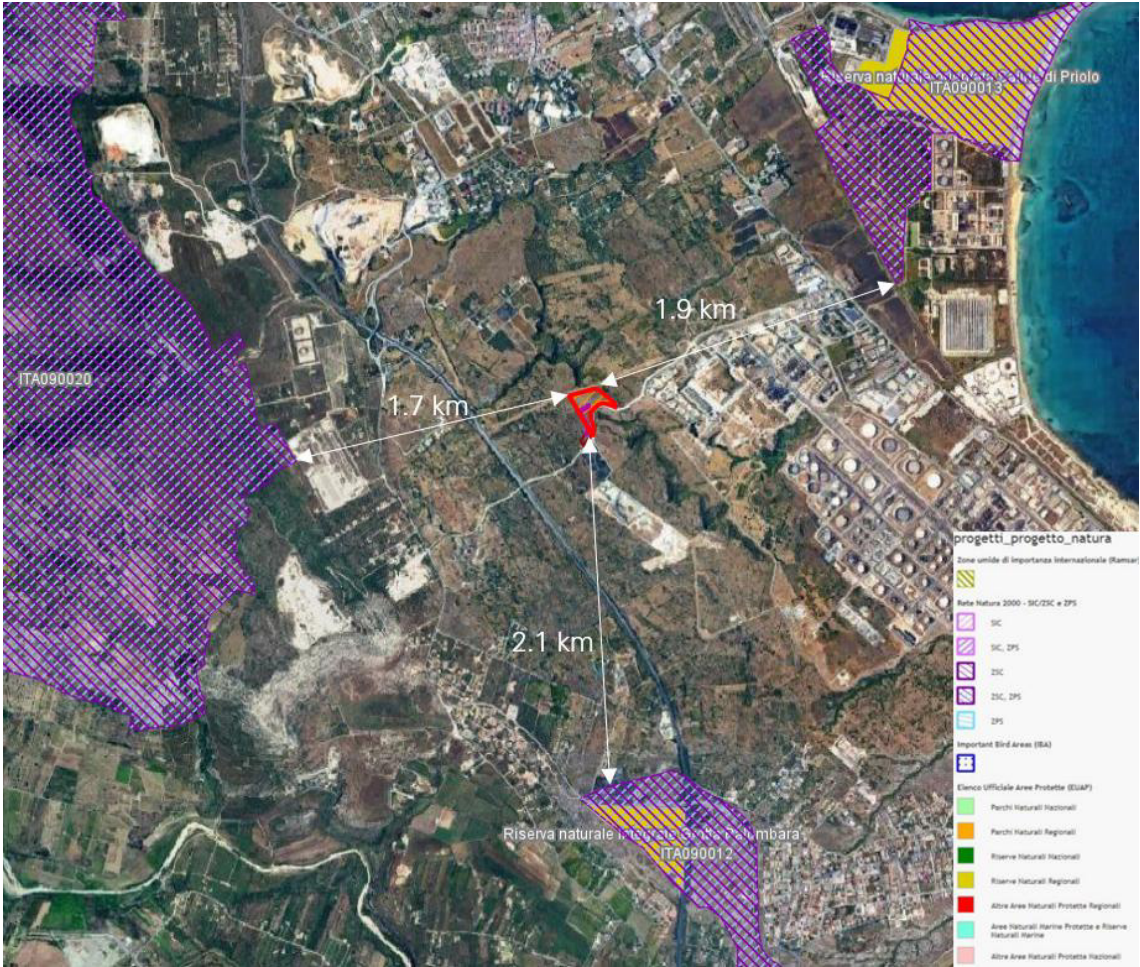 Riserva naturale orientata Saline di Priolo
ITA090013
1.9 km
ITA090020
1.7 km
2.1 km
Riserva naturale integrale Grotta Palombara
ITA090012
progetti_progetto_natura
Zone umide di importanza internazionale (Ramsar)
Rete Natura 2000 - SIC/ZSC e ZPS
SIC
SIC, ZPS
ZSC
ZSC, ZPS
ZPS
Important Bird Areas (IBA)
Elenco Ufficiale Aree Protette (EUAP)
Parchi Naturali Nazionali
Parchi Naturali Regionali
Riserve Naturali Nazionali
Riserve Naturali Regionali
Altre Aree Naturali Protette Regionali
Aree Naturali Marine Protette e Riserve
Naturali Marine
Altre Aree Naturali Protette Nazionali